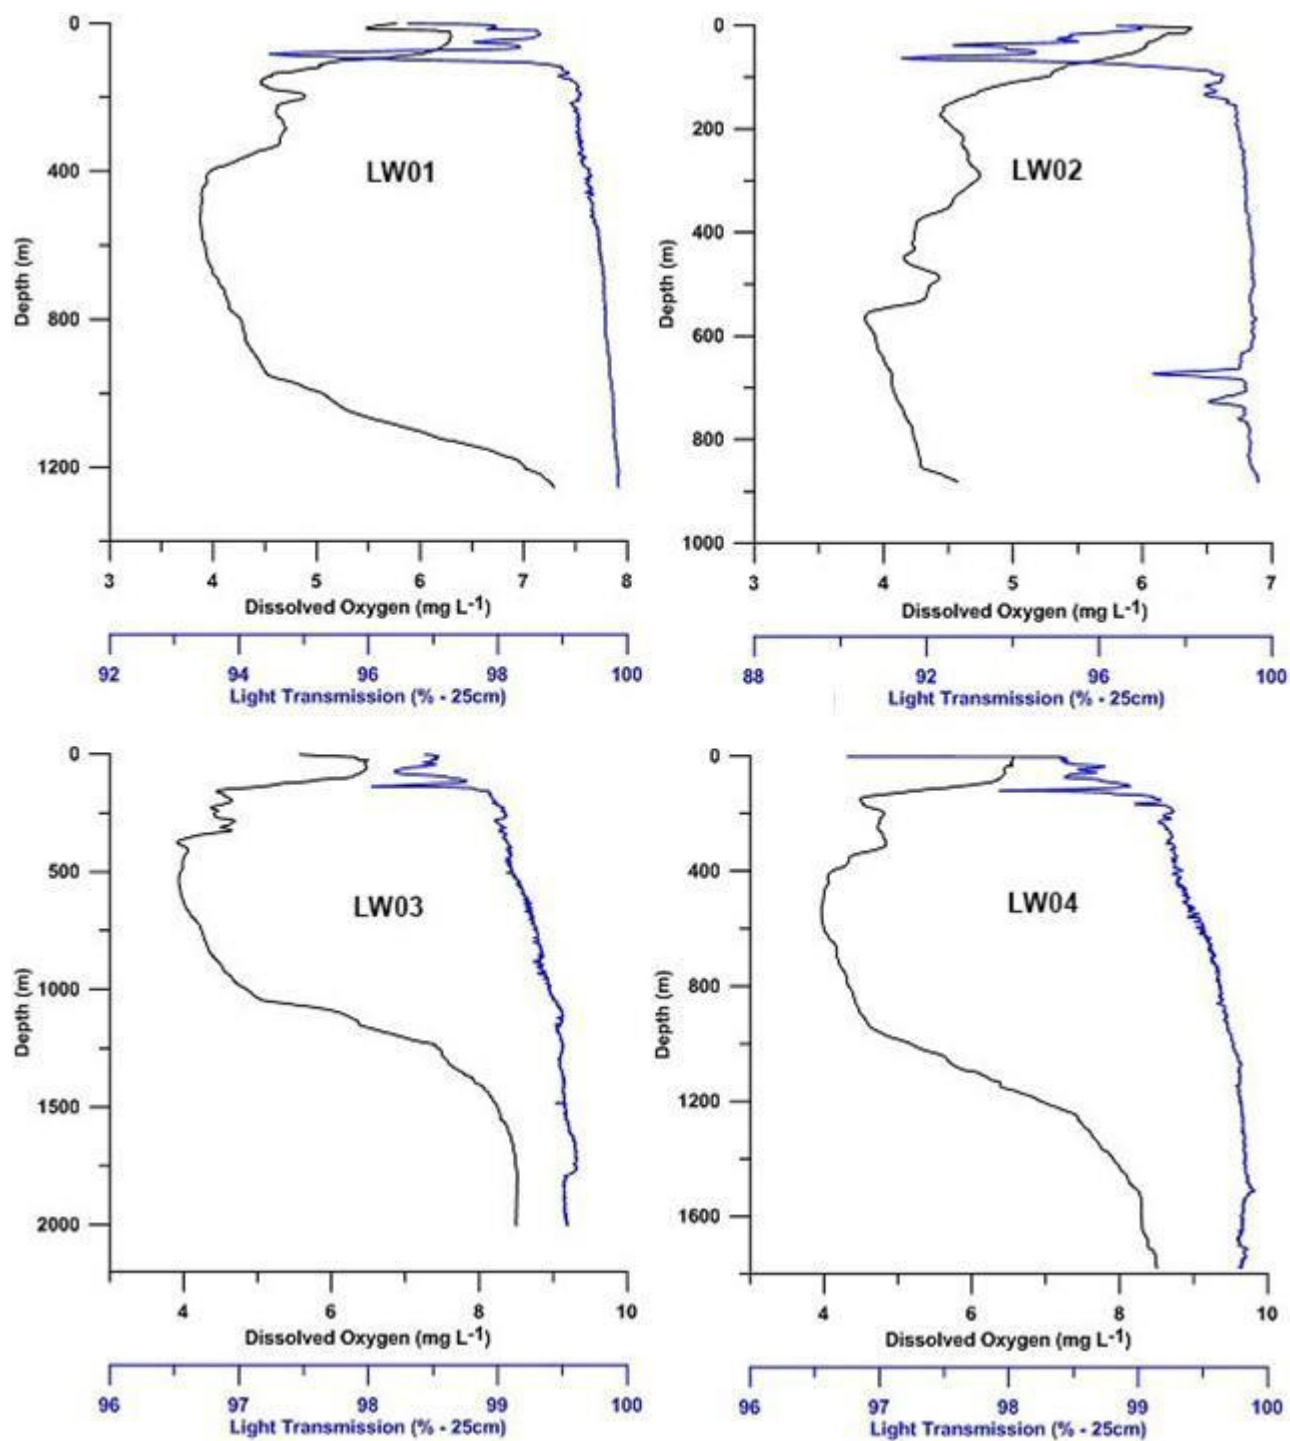 0
400
800
1200
Depth (m)
LW01
3 4 5 6 7 8
Dissolved Oxygen (mg L-1)
92 94 96 98 100
Light Transmission (% - 25cm)
0
200
400
600
800
1000
Depth (m)
LW02
3 4 5 6 7
Dissolved Oxygen (mg L-1)
88 92 96 100
Light Transmission (% - 25cm)
0
500
1000
1500
2000
Depth (m)
LW03
4 6 8 10
Dissolved Oxygen (mg L-1)
96 97 98 99 100
Light Transmission (% - 25cm)
0
400
800
1200
1600
Depth (m)
LW04
4 6 8 10
Dissolved Oxygen (mg L-1)
96 97 98 99 100
Light Transmission (% - 25cm)